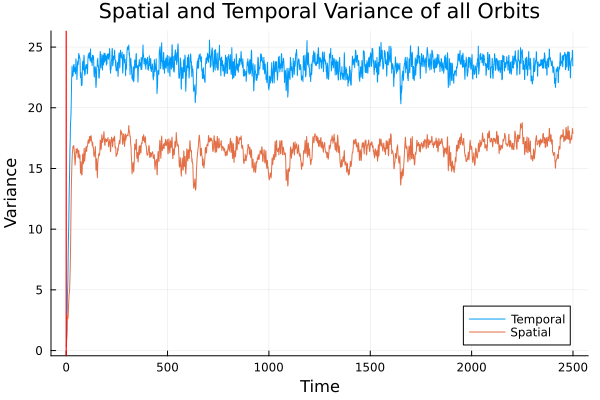 Spatial and Temporal Variance of all Orbits
25
20
15
10
5
0
Variance
Temporal
Spatial
0 500 1000 1500 2000 2500
Time